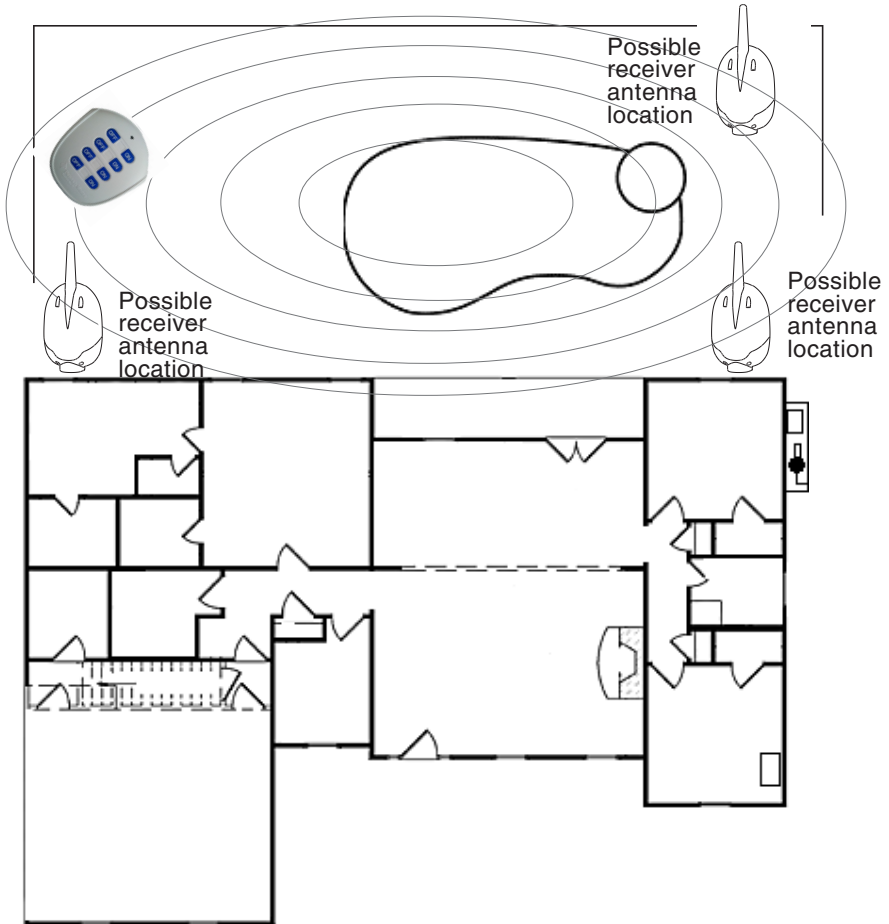 Possible
receiver
antenna
location
Possible
receiver
antenna
location
Possible
receiver
antenna
location